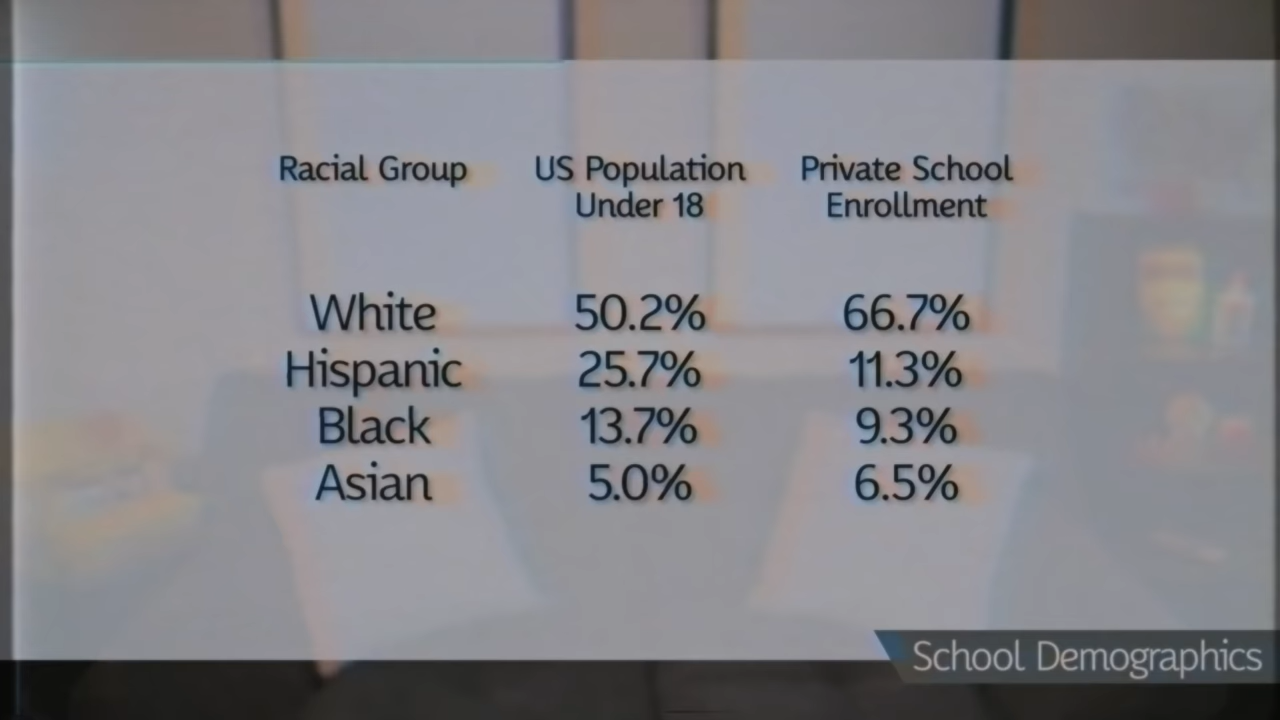 Racial Group US Population Private School
Under 18 Enrollment
White 50.2% 66.7%
Hispanic 25.7% 11.3%
Black 13.7% 9.3%
Asian 5.0% 6.5%
School Demographics